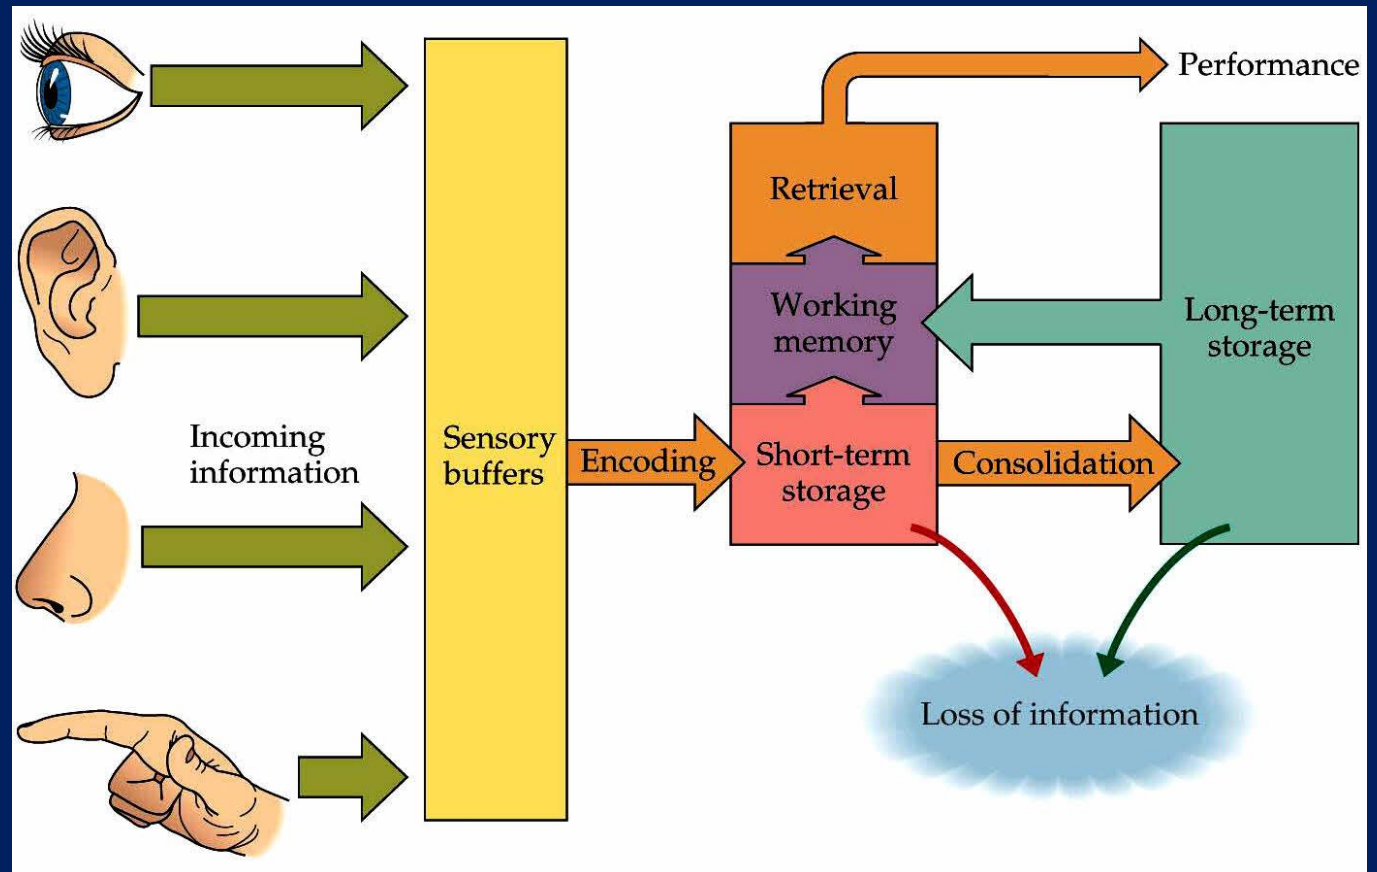 Performance
Retrieval
Working
memory
Long-term
storage
Incoming
information
Sensory
buffers
Encoding
Short-term
storage
Consolidation
Loss of information